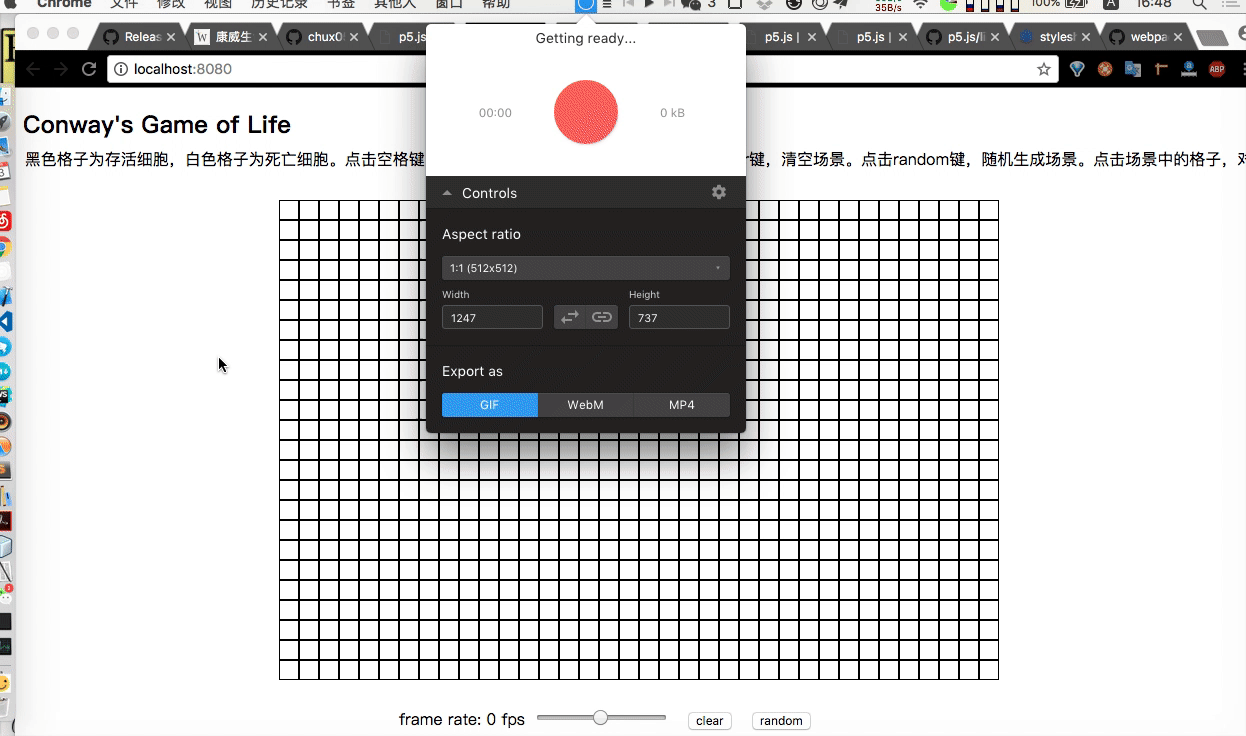 Chrome 文件 修改 视图 历史记录 书签 其他人 窗口 帮助 3 35B/s 100% A 16:48
Releas W 康威生 chux0 p5.js p5.js | p5.js | p5.js/li stylesh webpa
localhost:8080 ABP
Getting ready...
00:00 0 kB
Conway's Game of Life
黑色格子为存活细胞，白色格子为死亡细胞。点击空格键 r键，清空场景。点击random键，随机生成场景。点击场景中的格子，
Controls
Aspect ratio
1:1 (512x512)
Width Height
1247 737
Export as
GIF WebM MP4
frame rate: 0 fps clear random